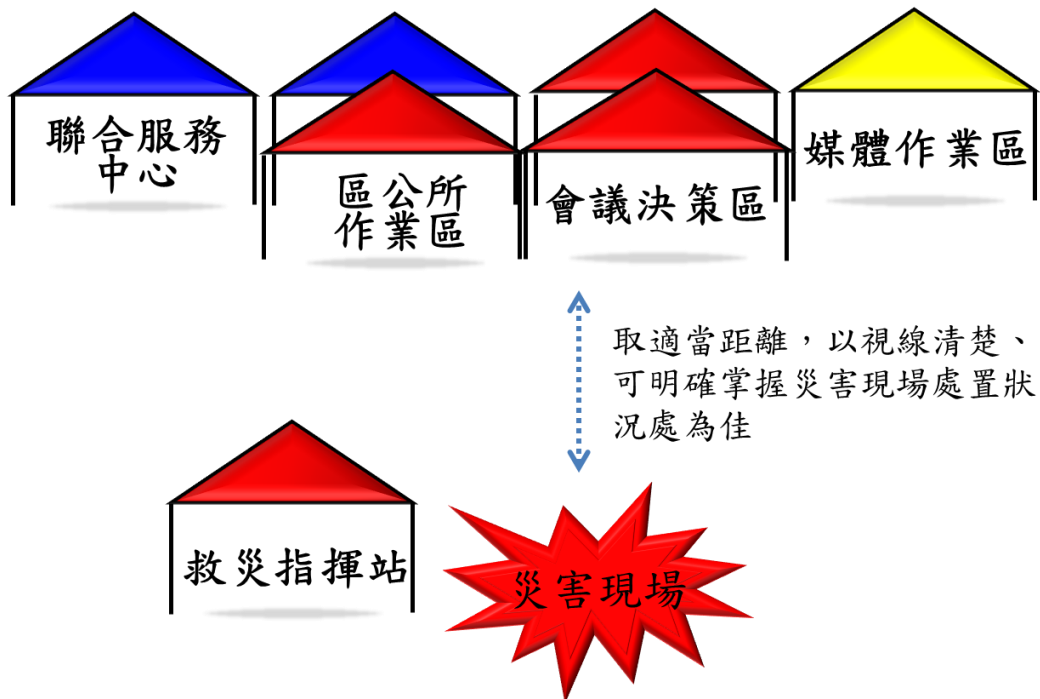 聯合服務
中心
區公所
作業區
會議決策區
媒體作業區
取適當距離，以視線清楚、
可明確掌握災害現場處置狀
況處為佳
救災指揮站
災害現場